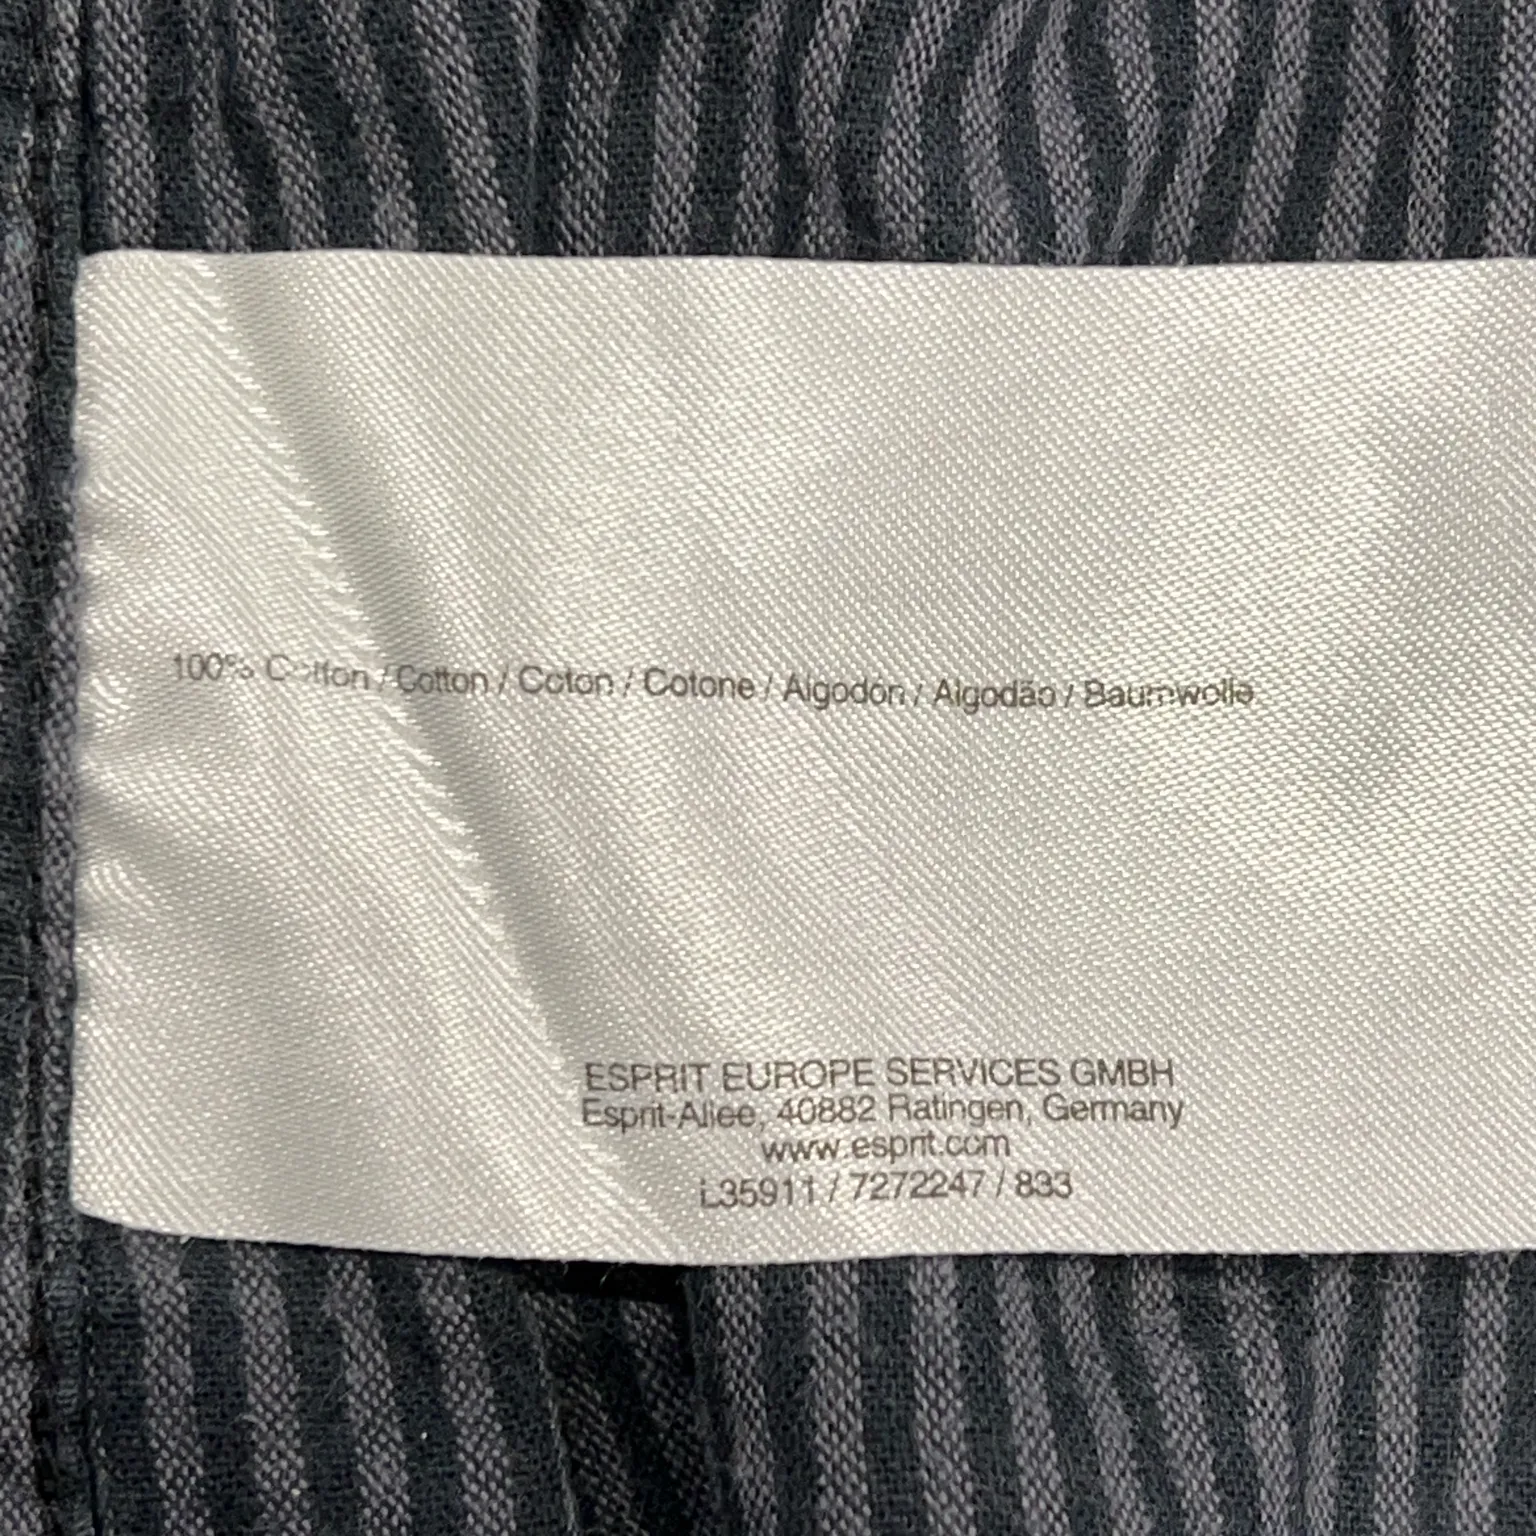 100% Cotton / Cotton / Coton / Cotone / Algodón / Algodão / Baumwolle
ESPRIT EUROPE SERVICES GMBH
Esprit-Allee, 40882 Ratingen, Germany
www.esprit.com
L35911 / 7272247 / 833